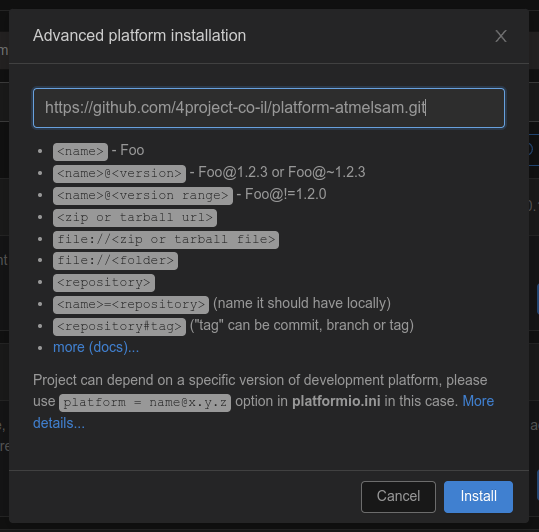 Advanced platform installation
https://github.com/4project-co-il/platform-atmelsam.git
<name> - Foo
<name>@<version> - Foo@1.2.3 or Foo@~1.2.3
<name>@<version range> - Foo@!=1.2.0
<zip or tarball url>
file://<zip or tarball file>
file://<folder>
<repository>
<name>=<repository> (name it should have locally)
<repository#tag> ("tag" can be commit, branch or tag)
more (docs)...
Project can depend on a specific version of development platform, please
use platform = name@x.y.z option in platformio.ini in this case. More
details...
Cancel Install